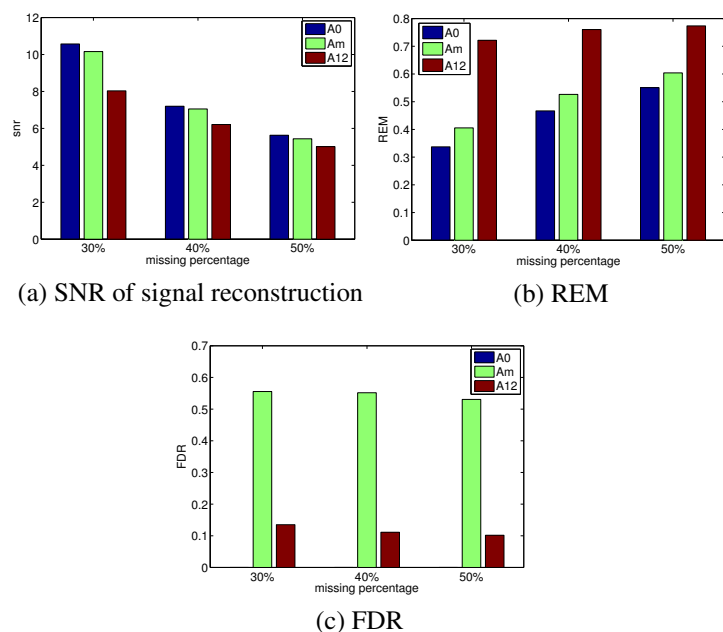 12
10
8
6
4
2
0
snr
30% 40% 50%
missing percentage
A0
Am
A12
(a) SNR of signal reconstruction
0.8
0.7
0.6
0.5
0.4
0.3
0.2
0.1
0
REM
30% 40% 50%
missing percentage
A0
Am
A12
(b) REM
0.7
0.6
0.5
0.4
0.3
0.2
0.1
0
FDR
30% 40% 50%
missing percentage
A0
Am
A12
(c) FDR